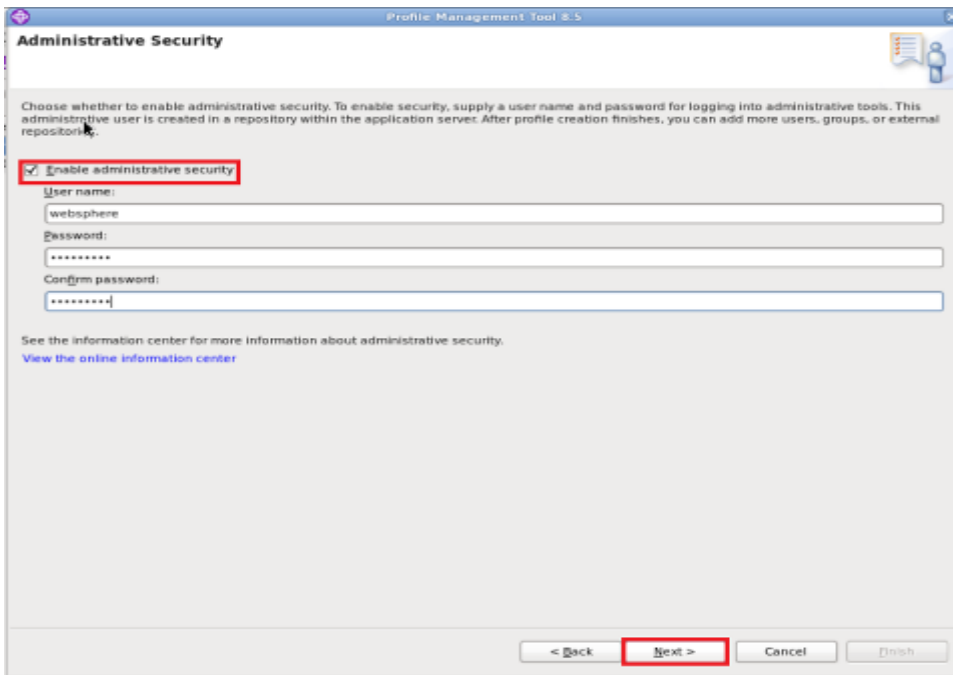 Profile Management Tool 8.5
Administrative Security
Choose whether to enable administrative security. To enable security, supply a user name and password for logging into administrative tools. This
administrative user is created in a repository within the application server. After profile creation finishes, you can add more users, groups, or external
repositories.
Enable administrative security
User name:
websphere
Password:
•••••••••
Confirm password:
•••••••••
See the information center for more information about administrative security.
View the online information center
< Back
Next >
Cancel
Finish